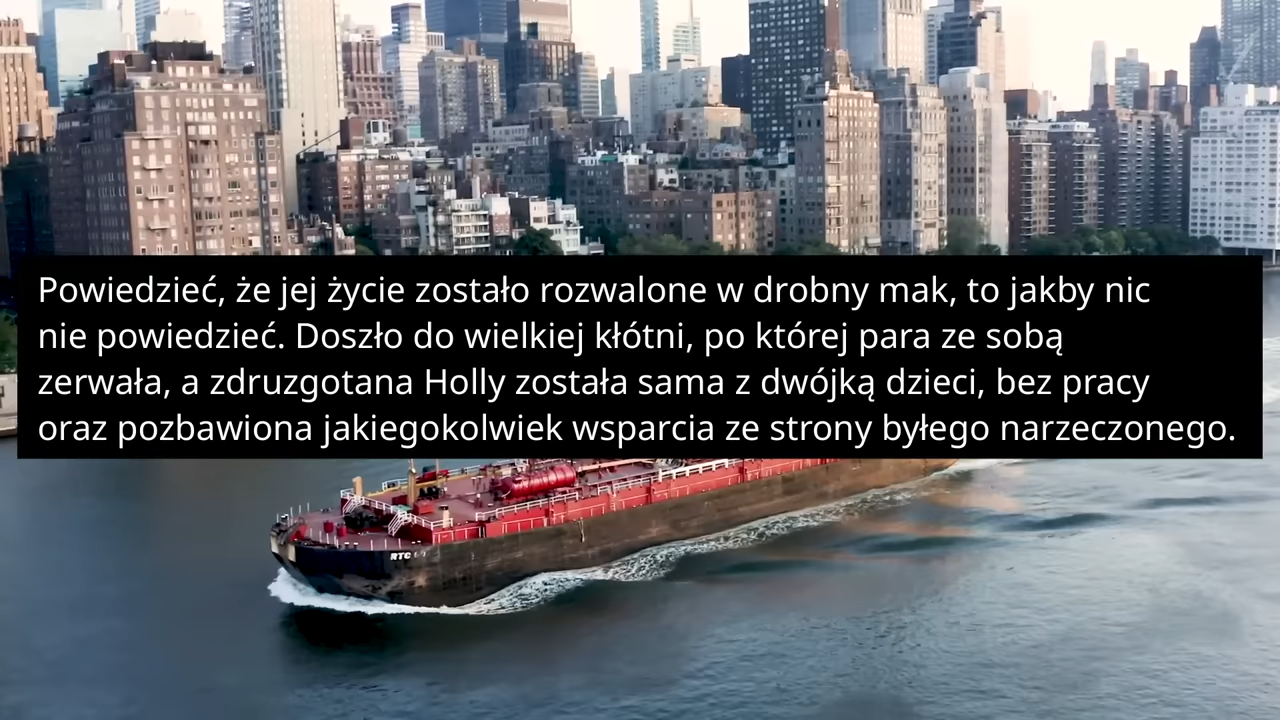 Powiedzieć, że jej życie zostało rozwalone w drobny mak, to jakby nic
nie powiedzieć. Doszło do wielkiej kłótni, po której para ze sobą
zerwała, a zdruzgotana Holly została sama z dwójką dzieci, bez pracy
oraz pozbawiona jakiegokolwiek wsparcia ze strony byłego narzeczonego.
RTC